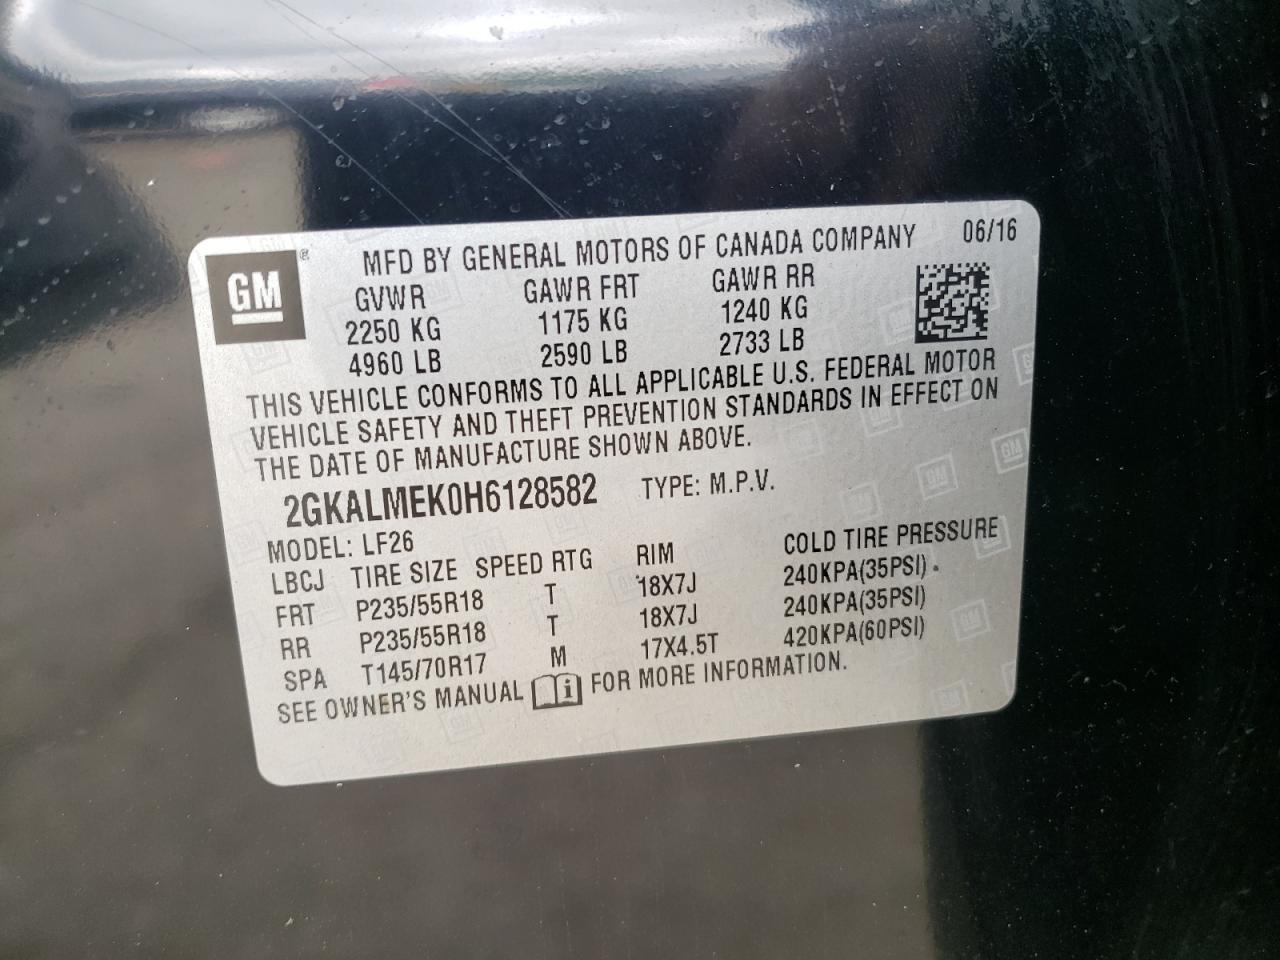 GM ®
MFD BY GENERAL MOTORS OF CANADA COMPANY 06/16
GVWR GAWR FRT GAWR RR
2250 KG 1175 KG 1240 KG
4960 LB 2590 LB 2733 LB
THIS VEHICLE CONFORMS TO ALL APPLICABLE U.S. FEDERAL MOTOR
VEHICLE SAFETY AND THEFT PREVENTION STANDARDS IN EFFECT ON
THE DATE OF MANUFACTURE SHOWN ABOVE.
2GKALMEK0H6128582 TYPE: M.P.V.
MODEL: LF26
LBCJ TIRE SIZE SPEED RTG RIM COLD TIRE PRESSURE
FRT P235/55R18 T 18X7J 240KPA(35PSI)
RR P235/55R18 T 18X7J 240KPA(35PSI)
SPA T145/70R17 M 17X4.5T 420KPA(60PSI)
SEE OWNER'S MANUAL i FOR MORE INFORMATION.